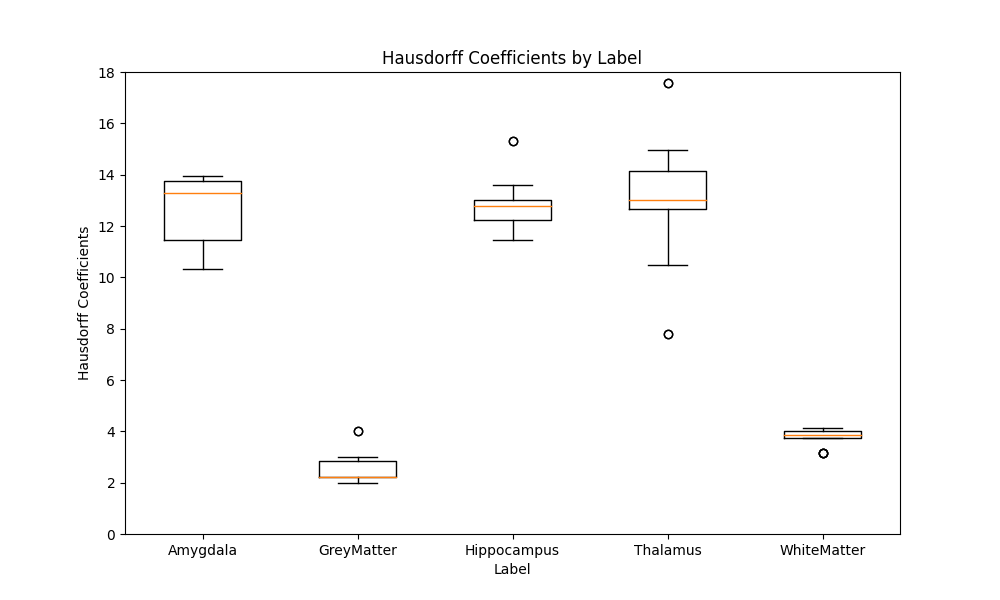 Hausdorff Coefficients by Label
18
16
14
12
10
8
6
4
2
0
Hausdorff Coefficients
Amygdala GreyMatter Hippocampus Thalamus WhiteMatter
Label